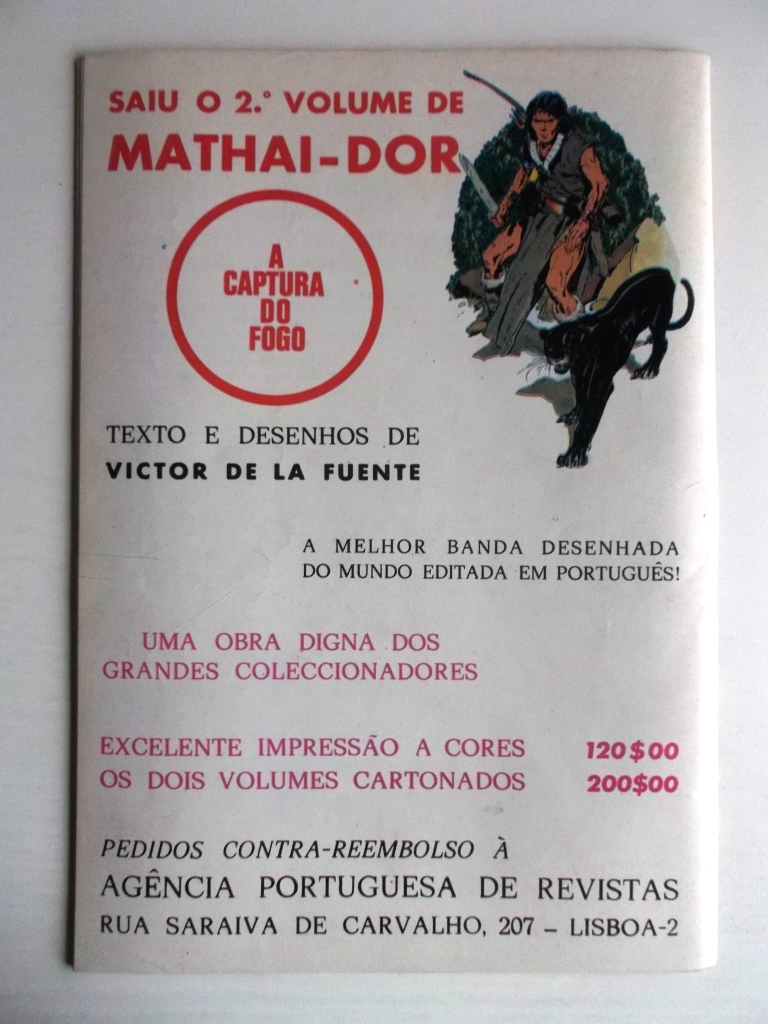 SAIU O 2.º VOLUME DE
MATHAI-DOR
A
CAPTURA
DO
FOGO
TEXTO E DESENHOS DE
VICTOR DE LA FUENTE
A MELHOR BANDA DESENHADA
DO MUNDO EDITADA EM PORTUGUÊS!
UMA OBRA DIGNA DOS
GRANDES COLECCIONADORES
EXCELENTE IMPRESSÃO A CORES 120$00
OS DOIS VOLUMES CARTONADOS 200$00
PEDIDOS CONTRA-REEMBOLSO À
AGÊNCIA PORTUGUESA DE REVISTAS
RUA SARAIVA DE CARVALHO, 207 – LISBOA-2